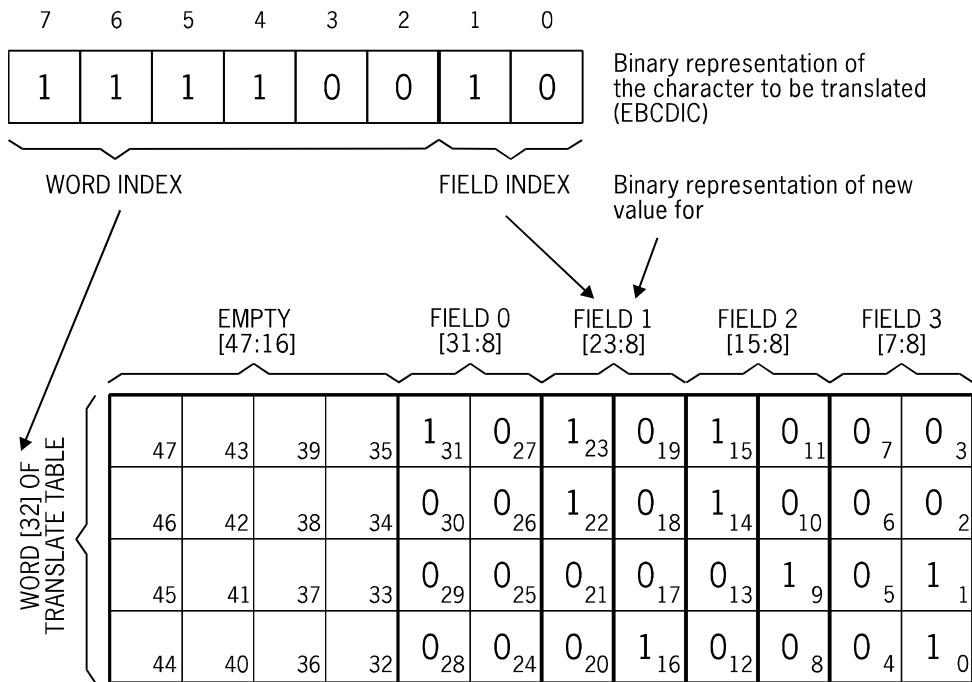 7 6 5 4 3 2 1 0
1 1 1 1 0 0 1 0
Binary representation of
the character to be translated
(EBCDIC)
WORD INDEX
FIELD INDEX
Binary representation of new
value for
EMPTY
[47:16]
FIELD 0
[31:8]
FIELD 1
[23:8]
FIELD 2
[15:8]
FIELD 3
[7:8]
WORD [32] OF
TRANSLATE TABLE
47 43 39 35 1 31 0 27 1 23 0 19 1 15 0 11 0 7 0 3
46 42 38 34 0 30 0 26 1 22 0 18 1 14 0 10 0 6 0 2
45 41 37 33 0 29 0 25 0 21 0 17 0 13 1 9 0 5 1 1
44 40 36 32 0 28 0 24 0 20 1 16 0 12 0 8 0 4 1 0